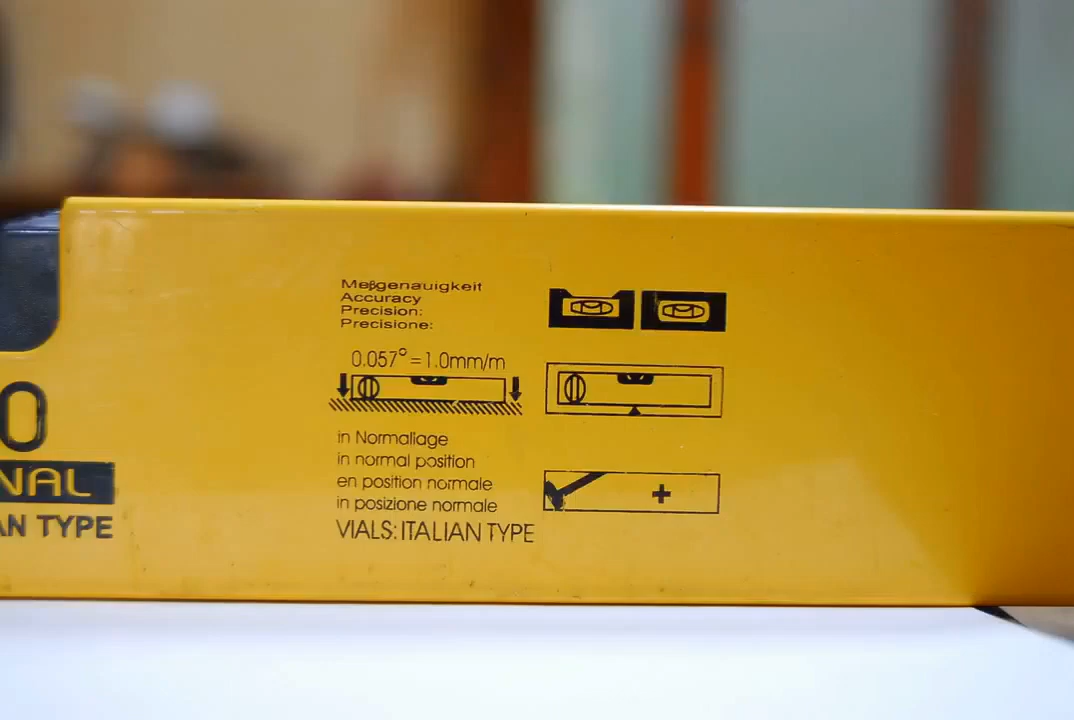 0
NAL
AN TYPE
Meßgenauigkeit
Accuracy
Precision:
Precisione:
0.057° = 1.0mm/m
in Normallage
in normal position
en position normale
in posizione normale
VIALS: ITALIAN TYPE
+